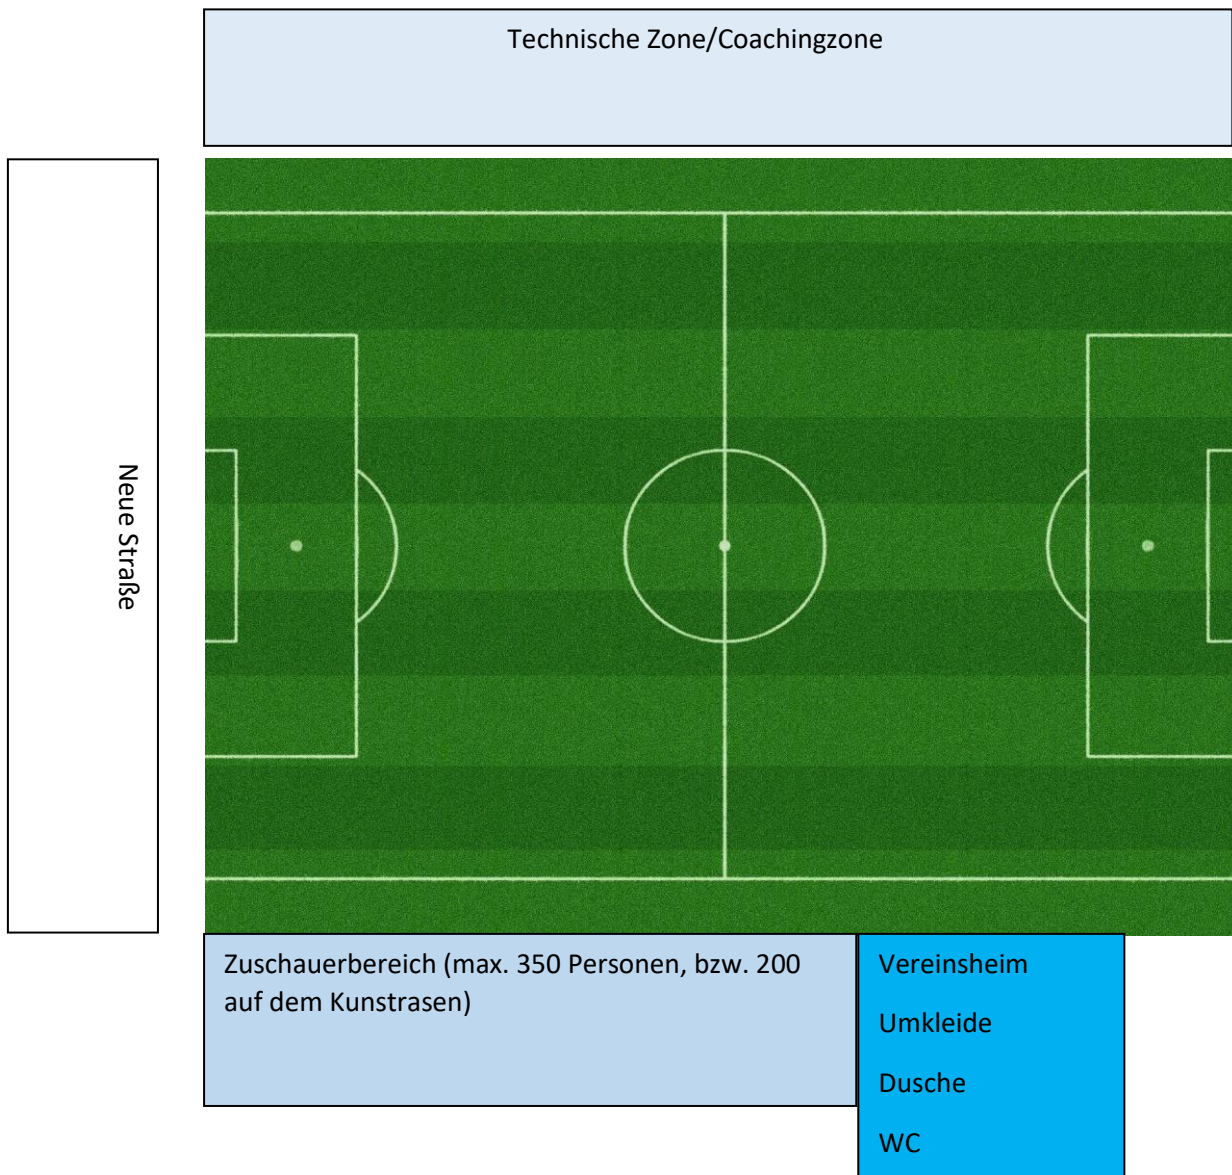 Technische Zone/Coachingzone
Neue Straße
Zuschauerbereich (max. 350 Personen, bzw. 200
auf dem Kunstrasen)
Vereinsheim
Umkleide
Dusche
WC